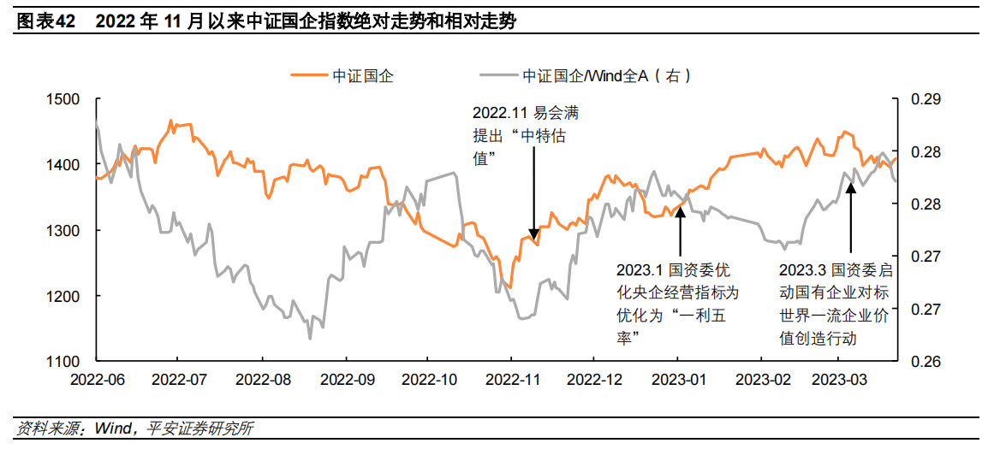 图表42 2022 年 11 月以来中证国企指数绝对走势和相对走势
中证国企
中证国企/Wind全A（右）
1500
1400
1300
1200
1100
0.29
0.28
0.28
0.27
0.27
0.26
2022.11 易会满
提出“中特估
值”
2023.1 国资委优
化央企经营指标为
优化为“一利五
率”
2023.3 国资委启
动国有企业对标
世界一流企业价
值创造行动
2022-06
2022-07
2022-08
2022-09
2022-10
2022-11
2022-12
2023-01
2023-02
2023-03
资料来源：Wind，平安证券研究所